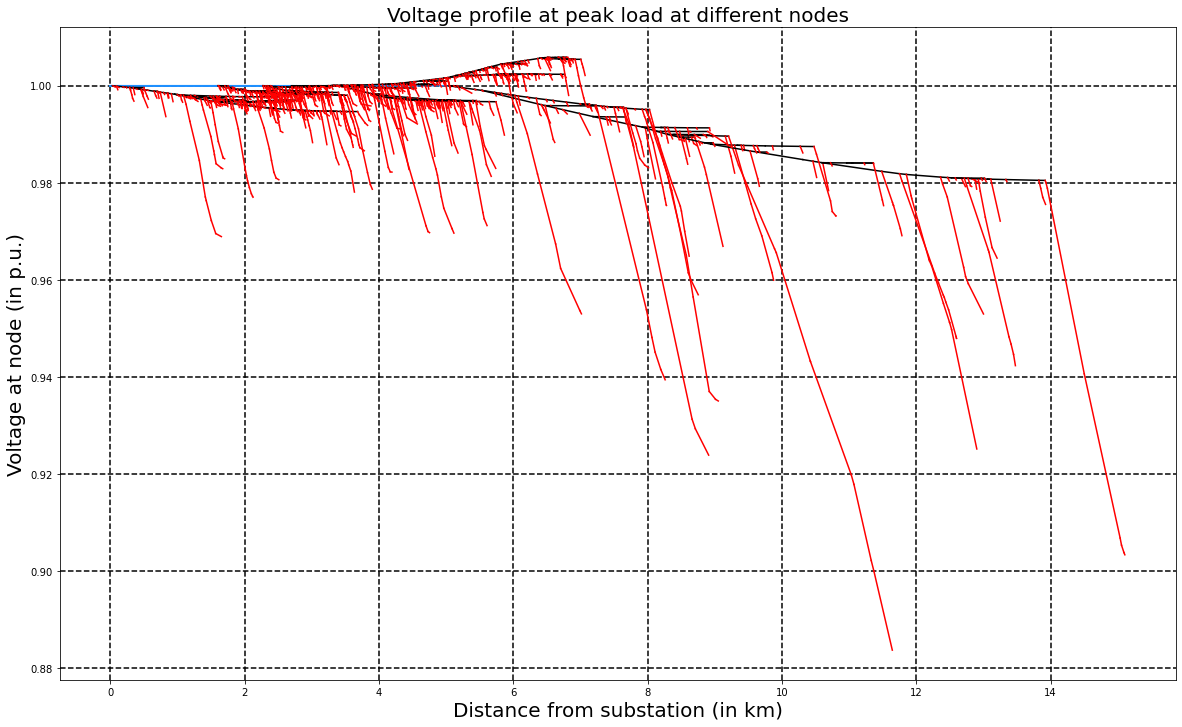 Voltage profile at peak load at different nodes
Voltage at node (in p.u.)
1.00
0.98
0.96
0.94
0.92
0.90
0.88
0 2 4 6 8 10 12 14
Distance from substation (in km)